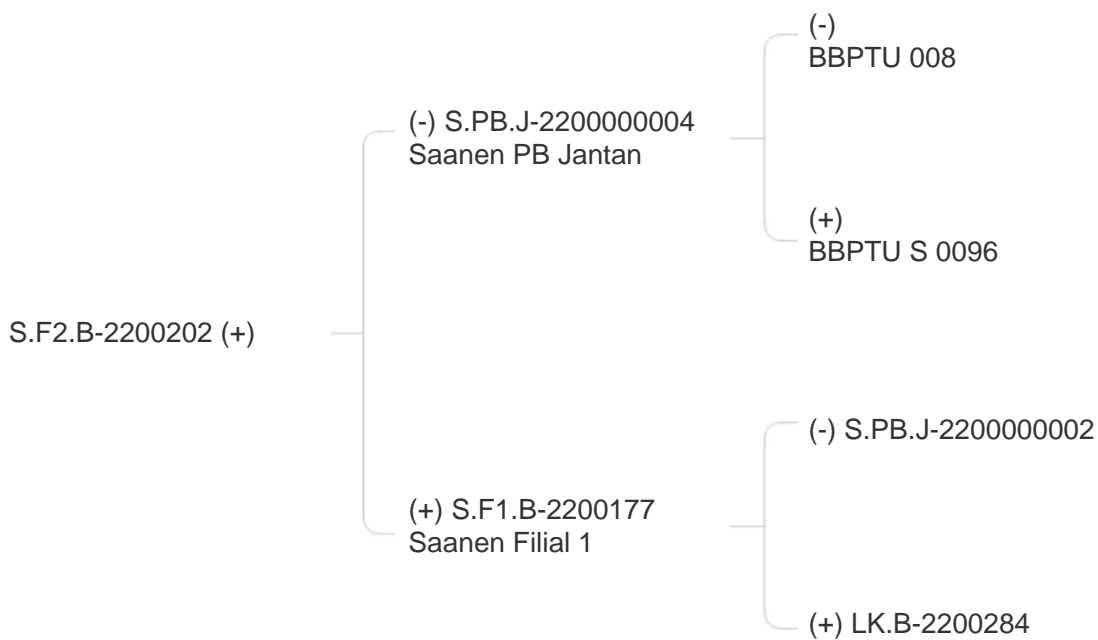 (-)
BBPTU 008
(-) S.PB.J-2200000004
Saanen PB Jantan
(+)
BBPTU S 0096
S.F2.B-2200202 (+)
(-) S.PB.J-2200000002
(+) S.F1.B-2200177
Saanen Filial 1
(+) LK.B-2200284